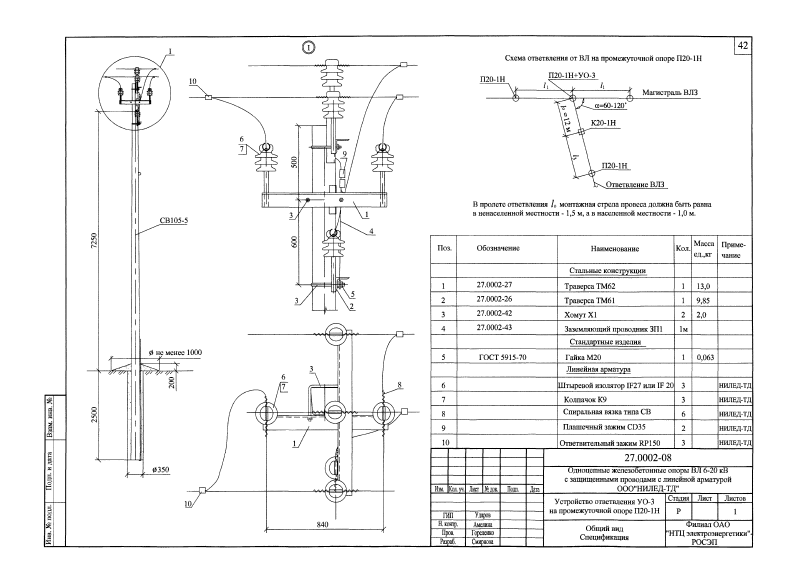 42
1
I
10
6
7
500
9
3
1
4
600
5
3
2
СВ105-5
7250
ø не менее 1000
200
2500
ø350
6
7
3
8
1
10
840
Схема ответвления от ВЛ на промежуточной опоре П20-1Н
П20-1Н
П20-1Н+УО-3
l₁
l₁
Магистраль ВЛЗ
α=60-120°
≤12 м
К20-1Н
П20-1Н
Ответвление ВЛЗ
В пролете ответвления l₀ монтажная стрела провеса должна быть равна
в ненаселенной местности - 1,5 м, а в населенной местности - 1,0 м.
Поз. Обозначение Наименование Кол. Масса ед.,кг Приме-чание
Стальные конструкции
1 27.0002-27 Траверса ТМ62 1 13,0
2 27.0002-26 Траверса ТМ61 1 9,85
3 27.0002-42 Хомут Х1 2 2,0
4 27.0002-43 Заземляющий проводник ЗП1 1м
Стандартные изделия
5 ГОСТ 5915-70 Гайка М20 1 0,063
Линейная арматура
6 Штыревой изолятор IF27 или IF 20 3 НИЛЕД-ТД
7 Колпачок К9 3 НИЛЕД-ТД
8 Спиральная вязка типа СВ 6 НИЛЕД-ТД
9 Плашечный зажим CD35 2 НИЛЕД-ТД
10 Ответвительный зажим RP150 3 НИЛЕД-ТД
27.0002-08
Одноцепные железобетонные опоры ВЛ 6-20 кВ
с защищенными проводами с линейной арматурой
ООО"НИЛЕД-ТД"
Изм. Кол. уч. Лист № док. Подп. Дата
Устройство ответвления УО-3
на промежуточной опоре П20-1Н
Стадия Лист Листов
Р 1
ГИП Ударов
Н. контр. Амелина
Пров. Гореленко
Разраб. Смирнова
Общий вид
Спецификация
Филиал ОАО
"НТЦ электроэнергетики"-
РОСЭП
Взам. инв. №
Подп. и дата
Инв. № подл.